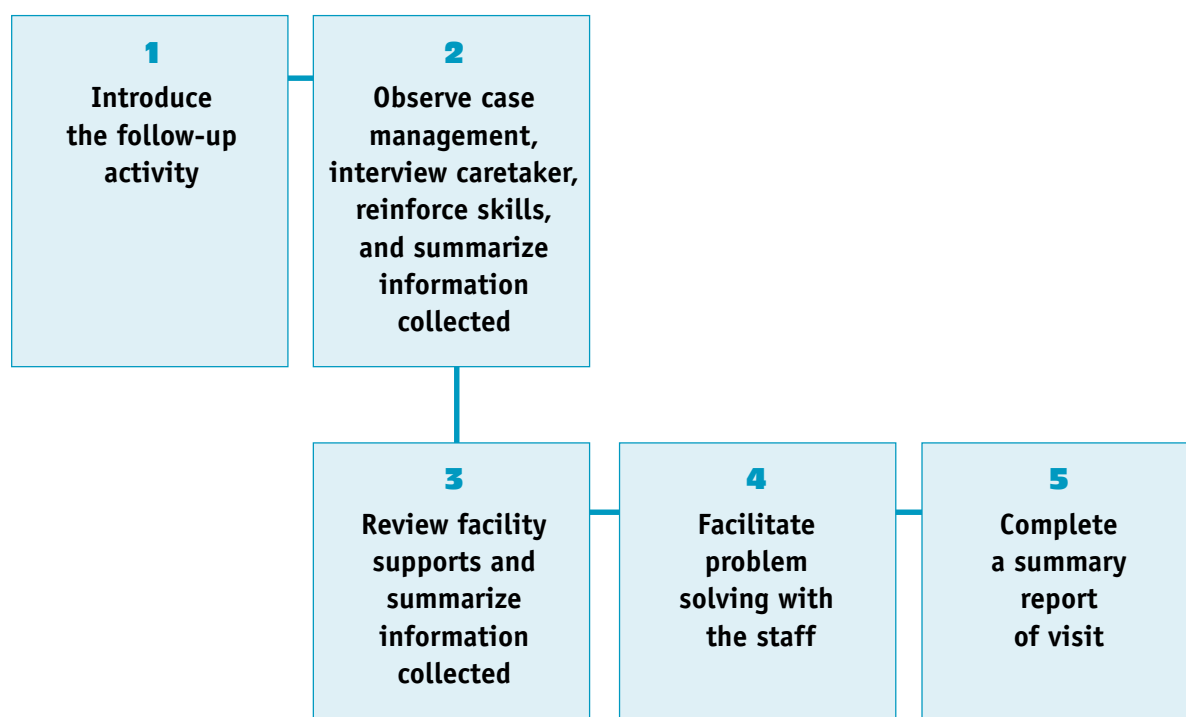 1
Introduce
the follow-up
activity
2
Observe case
management,
interview caretaker,
reinforce skills,
and summarize
information
collected
3
Review facility
supports and
summarize
information
collected
4
Facilitate
problem
solving with
the staff
5
Complete
a summary
report
of visit